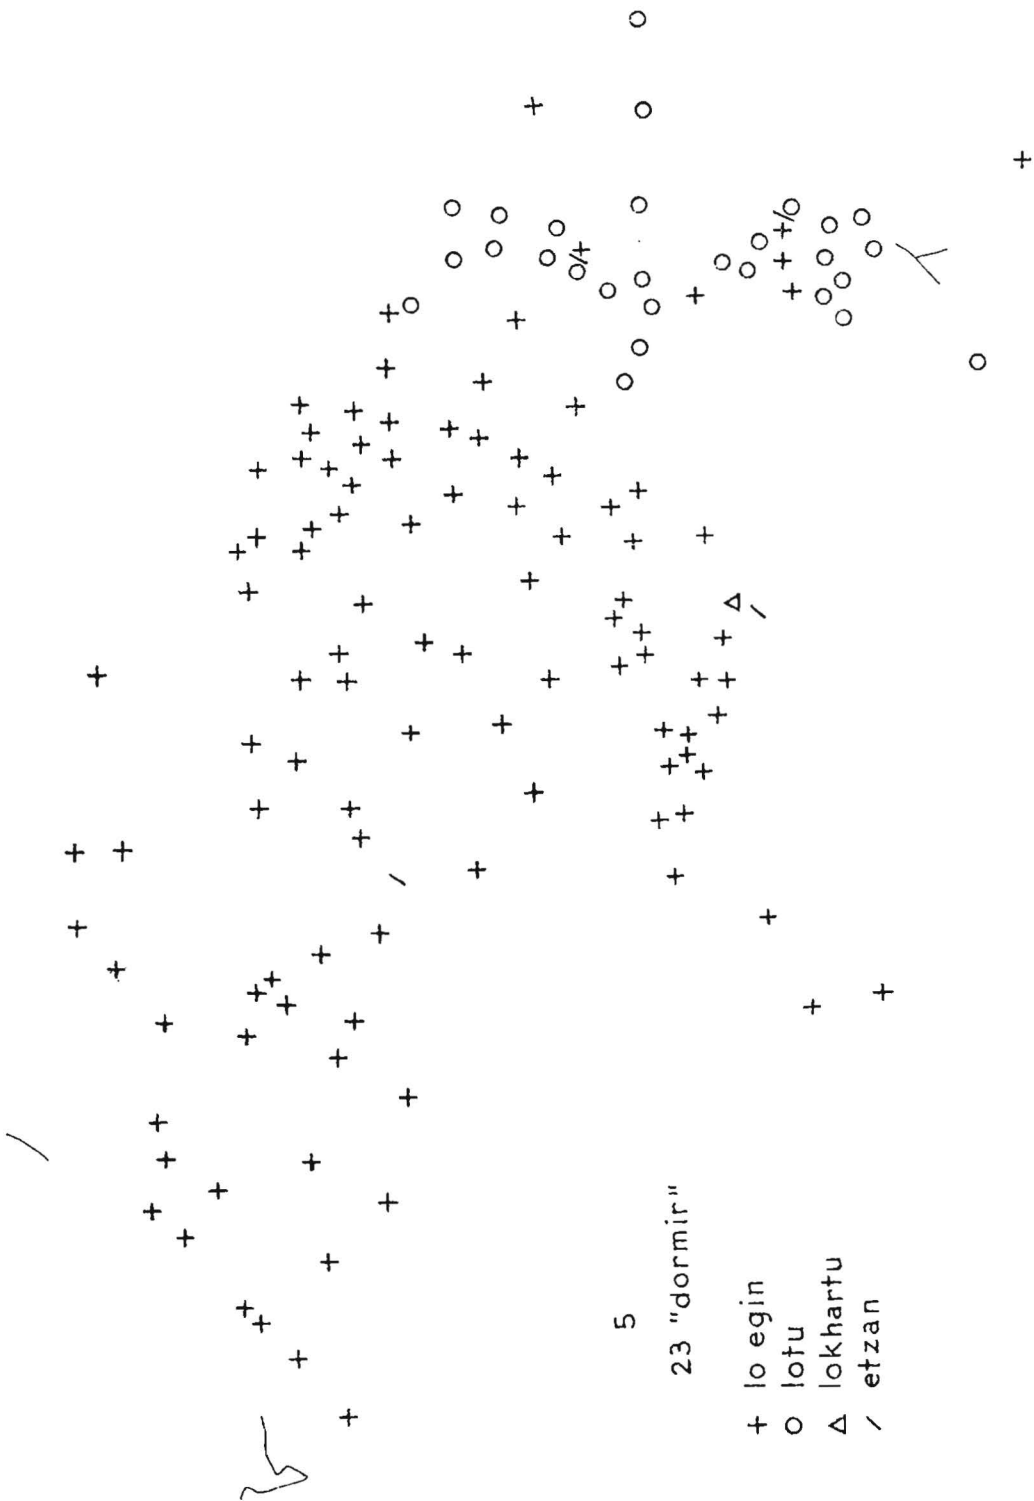 5
23 "dormir"
+ lo egin
o lotu
Δ lokhartu
/ etzan